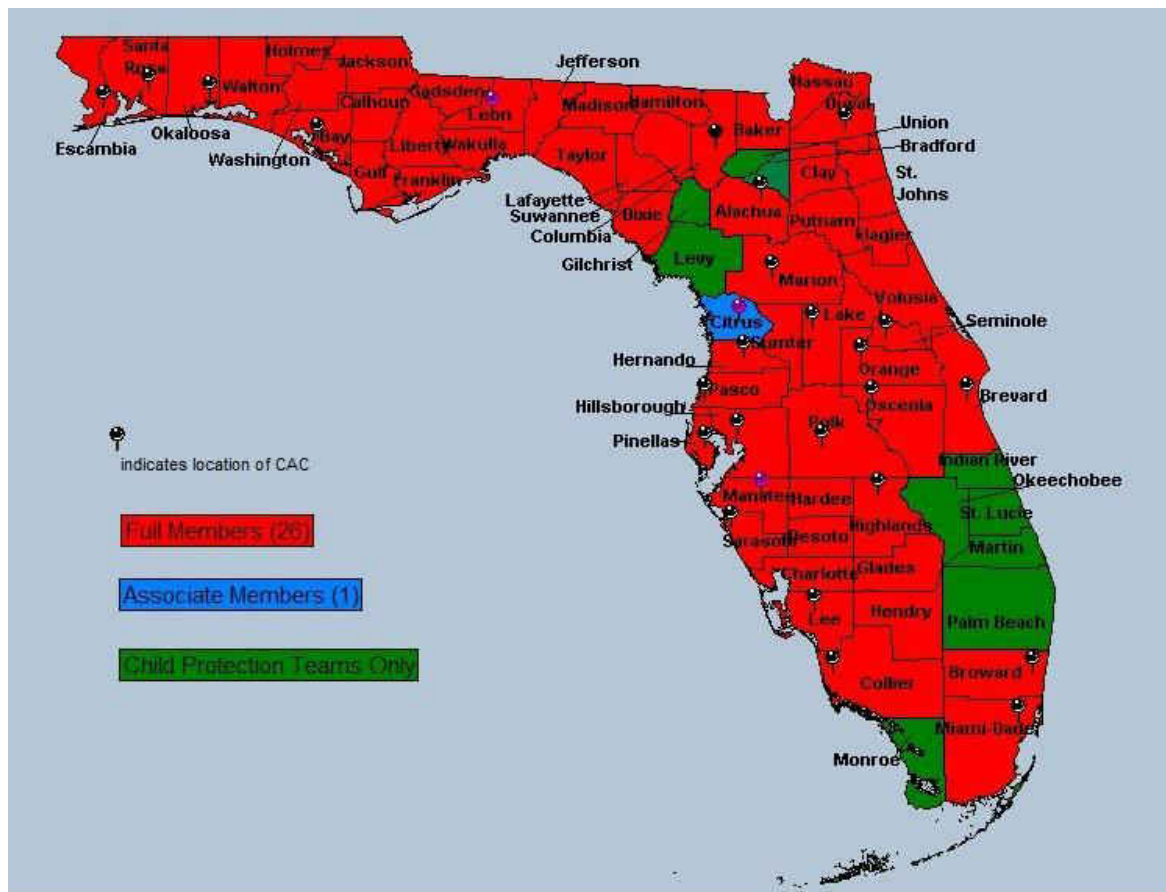 Santa
Rosa
Holmes
Jackson
Walton
Escambia
Okaloosa
Washington
Bay
Calhoun
Gadsden
Leon
Liberty
Wakulla
Gulf
Franklin
Jefferson
Madison
Hamilton
Taylor
Lafayette
Suwannee
Columbia
Gilchrist
Dixie
Baker
Nassau
Duval
Union
Bradford
St.
Johns
Clay
Alachua
Putnam
Flagler
Levy
Marion
Volusia
Citrus
Lake
Sumter
Seminole
Hernando
Orange
Pasco
Osceola
Brevard
Hillsborough
Polk
Pinellas
Indian River
Okeechobee
Manatee
Hardee
St. Lucie
Highlands
Sarasota
Desoto
Martin
Charlotte
Glades
Lee
Hendry
Palm Beach
Collier
Broward
Miami-Dade
Monroe
indicates location of CAC
Full Members (26)
Associate Members (1)
Child Protection Teams Only